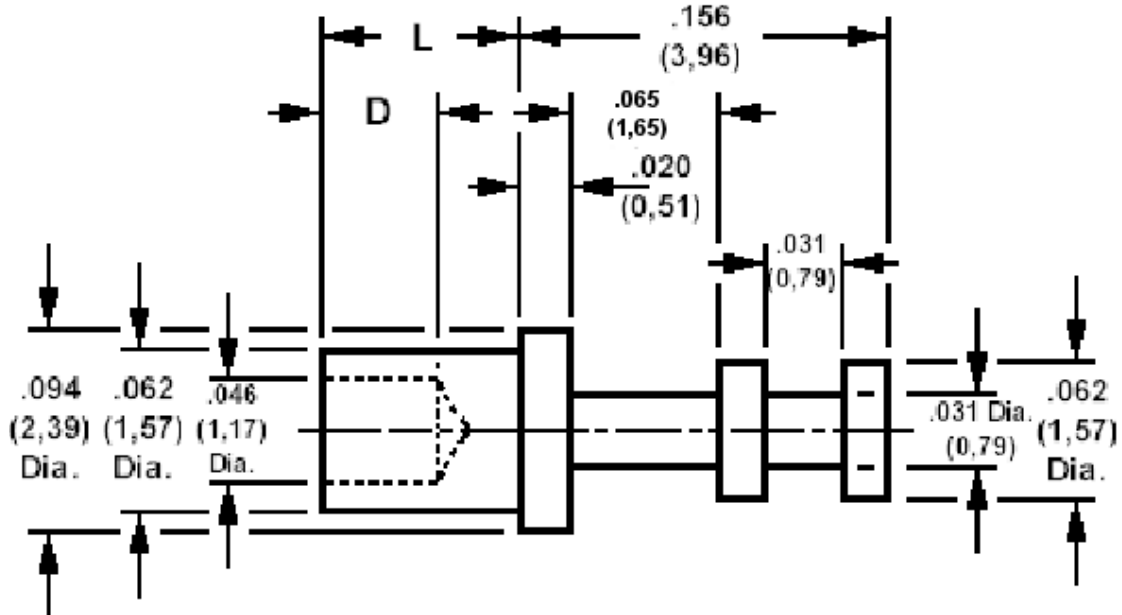 L
.156
(3,96)
D
.065
(1,65)
.020
(0,51)
.031
(0,79)
.094
(2,39)
Dia.
.062
(1,57)
Dia.
.046
(1,17)
Dia.
.031 Dia.
(0,79)
.062
(1,57)
Dia.